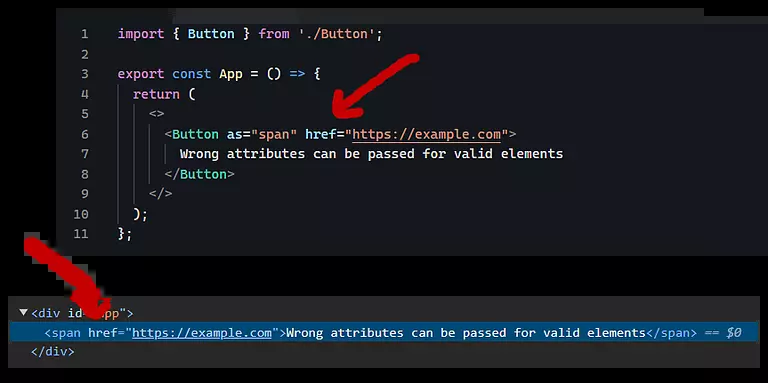 1 import { Button } from './Button';
2
3 export const App = () => {
4 return (
5 <>
6 <Button as="span" href="https://example.com">
7 Wrong attributes can be passed for valid elements
8 </Button>
9 </>
10 );
11 };
▼<div id="app">
<span href="https://example.com">Wrong attributes can be passed for valid elements</span> == $0
</div>